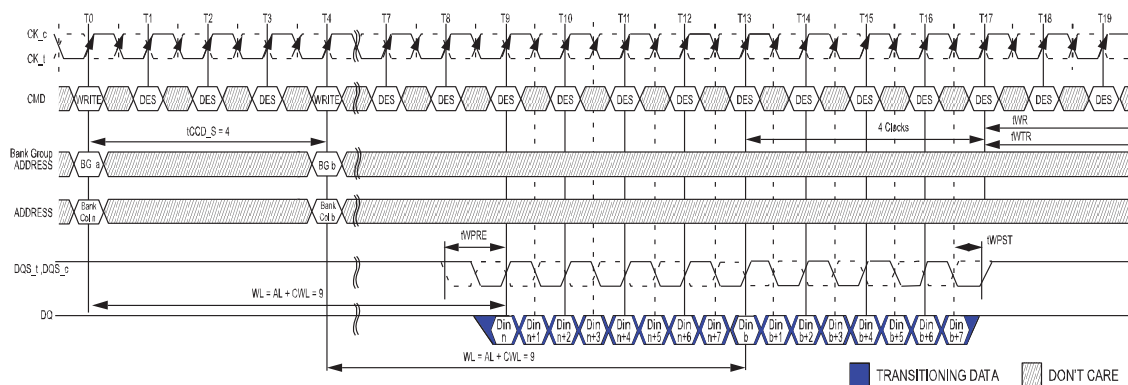 T0 T1 T2 T3 T4 T7 T8 T9 T10 T11 T12 T13 T14 T15 T16 T17 T18 T19
CK_c
CK_t
CMD WRITE DES DES DES WRITE DES DES DES DES DES DES DES DES DES DES DES DES DES
tCCD_S = 4
4 Clocks
tWR
tWTR
Bank Group
ADDRESS BG a BG b
ADDRESS Bank Col n Bank Col b
tWPRE
tWPST
DQS_t ,DQS_c
WL = AL + CWL = 9
DQ Din n Din n+1 Din n+2 Din n+3 Din n+4 Din n+5 Din n+6 Din n+7 Din b Din b+1 Din b+2 Din b+3 Din b+4 Din b+5 Din b+6 Din b+7
WL = AL + CWL = 9
TRANSITIONING DATA DON'T CARE